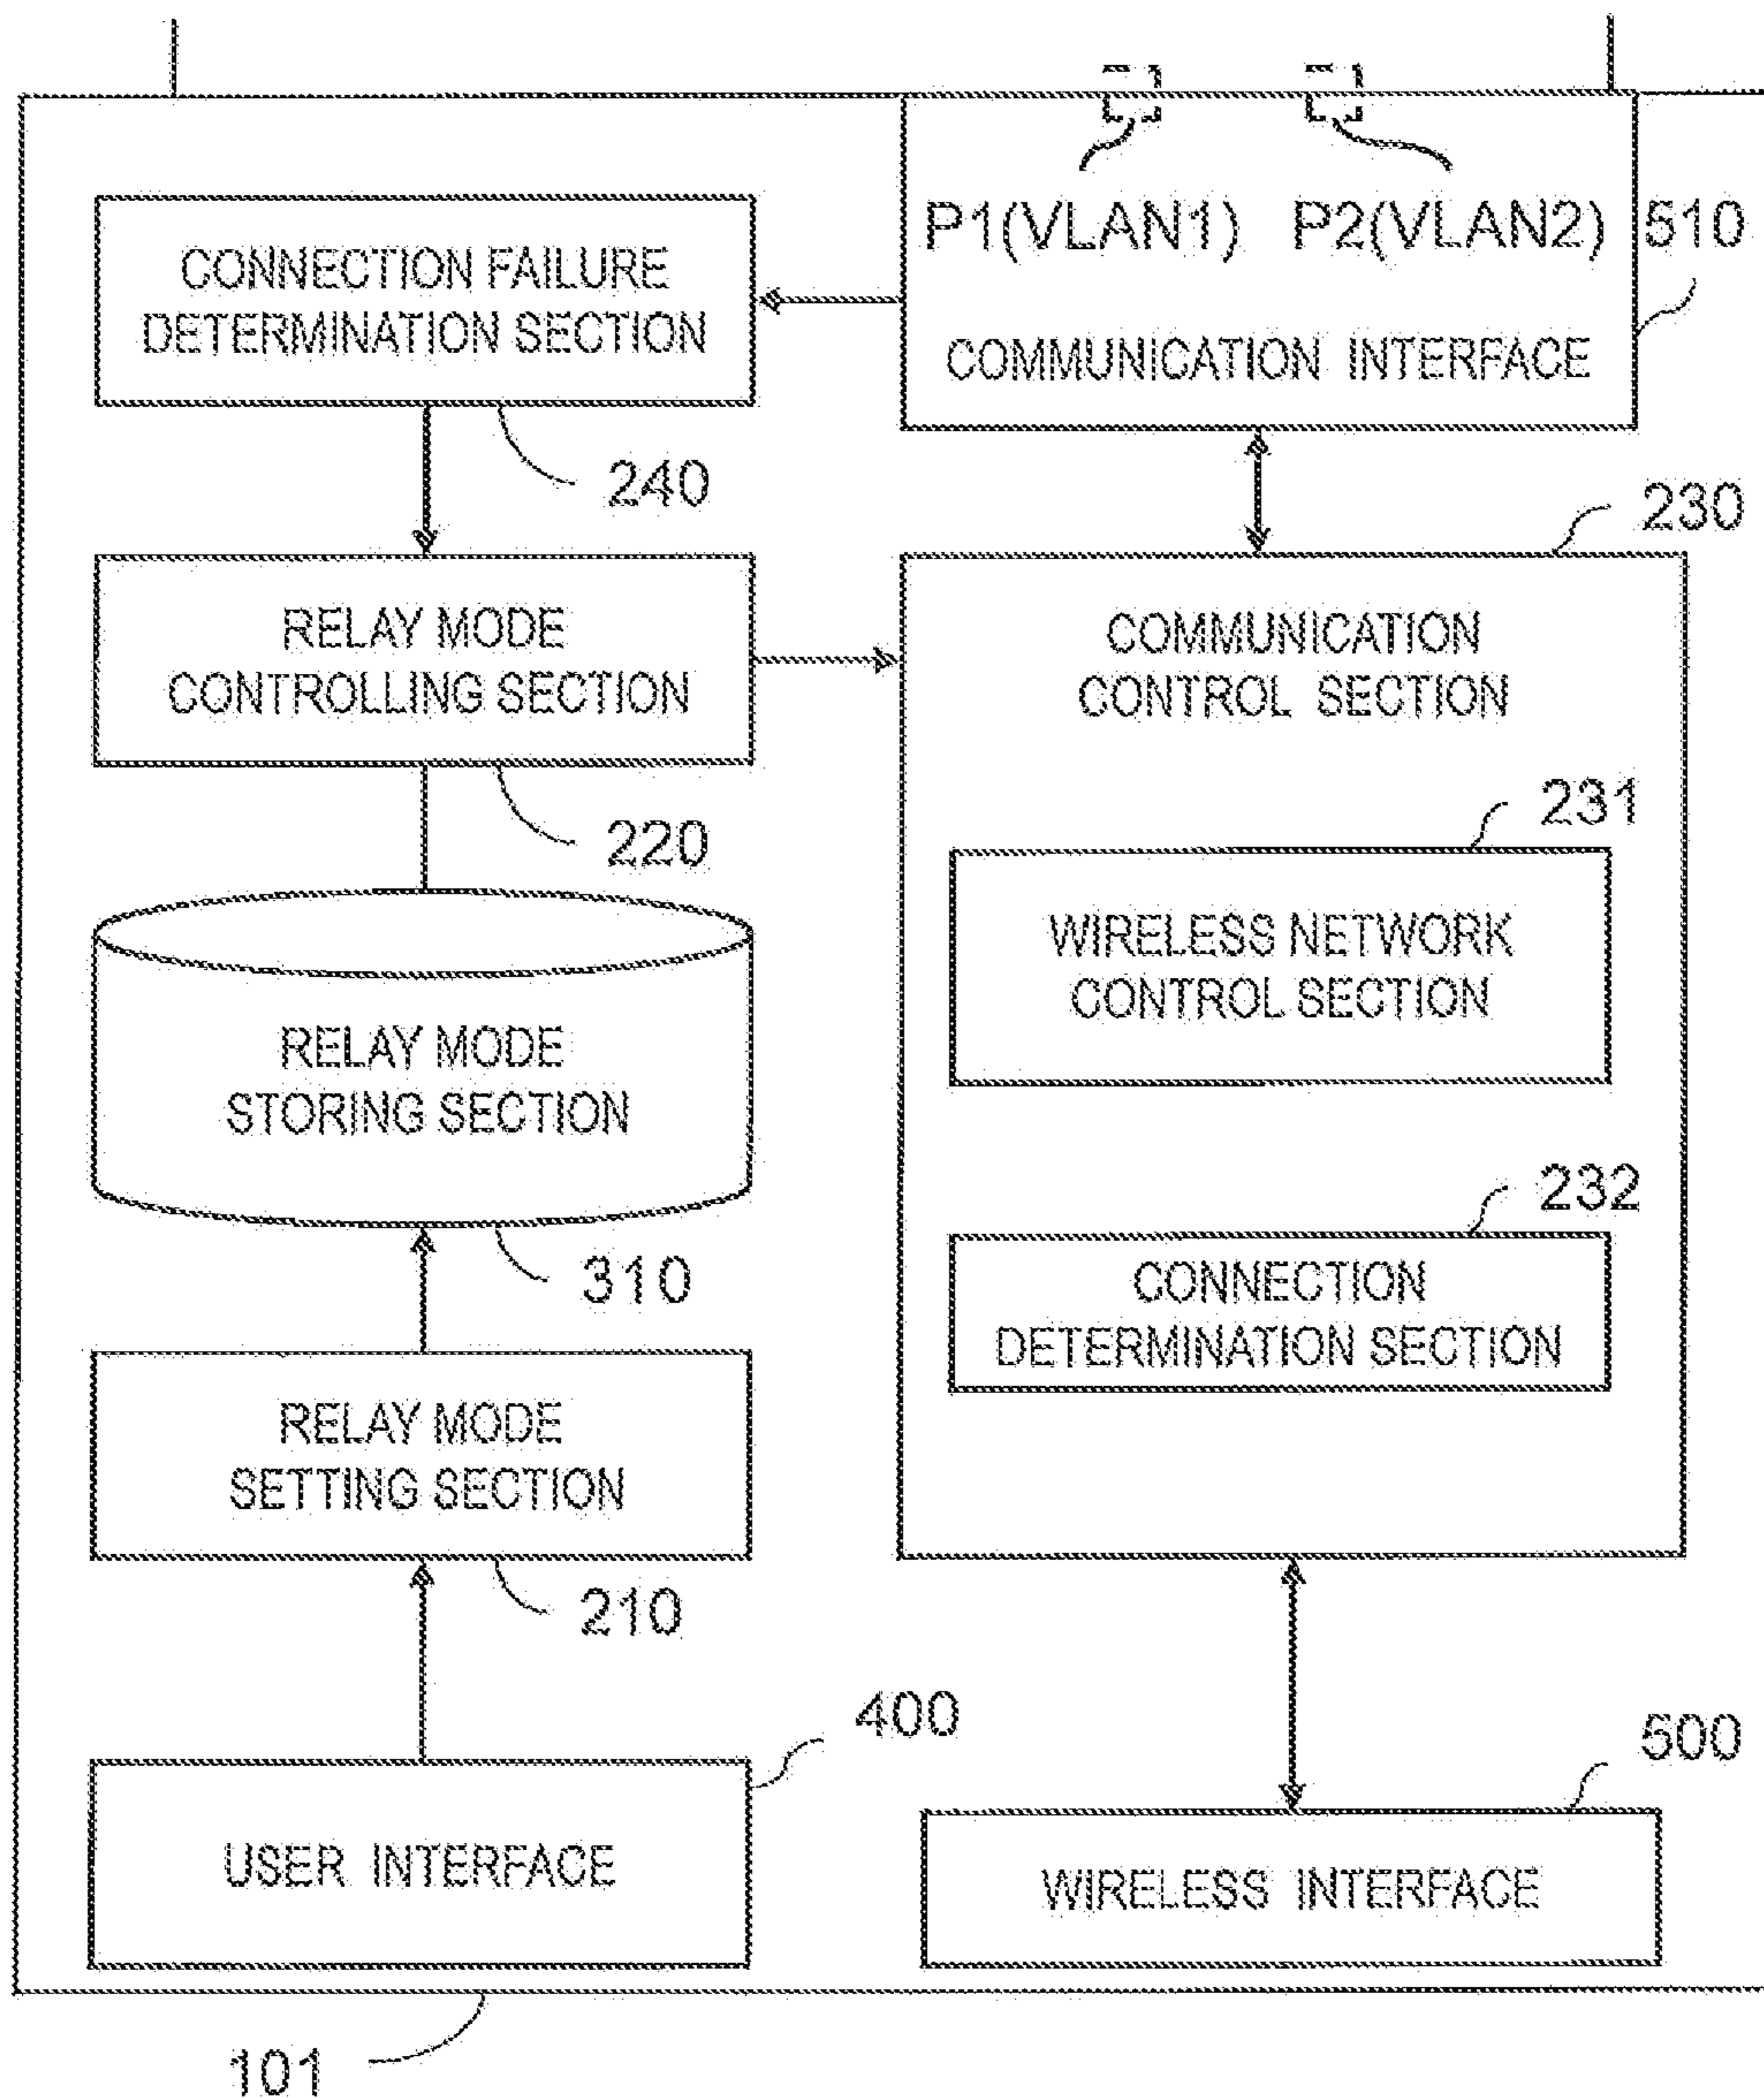 P1(VLAN1) P2(VLAN2) 510
COMMUNICATION INTERFACE
CONNECTION FAILURE
DETERMINATION SECTION
240
230
RELAY MODE
CONTROLLING SECTION
220
COMMUNICATION
CONTROL SECTION
231
WIRELESS NETWORK
CONTROL SECTION
RELAY MODE
STORING SECTION
310
232
CONNECTION
DETERMINATION SECTION
RELAY MODE
SETTING SECTION
210
400
USER INTERFACE
500
WIRELESS INTERFACE
101